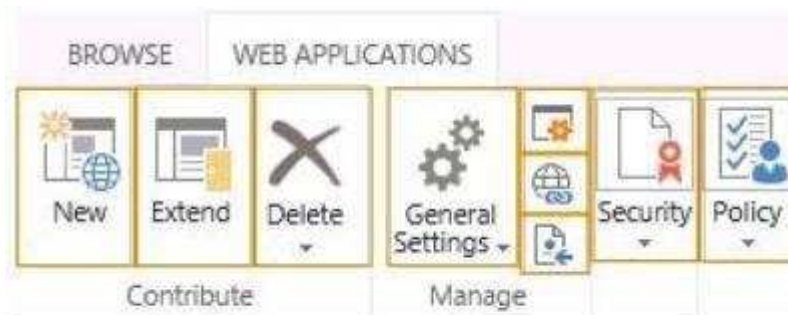 BROWSE WEB APPLICATIONS
New Extend Delete General Settings Security Policy
Contribute Manage